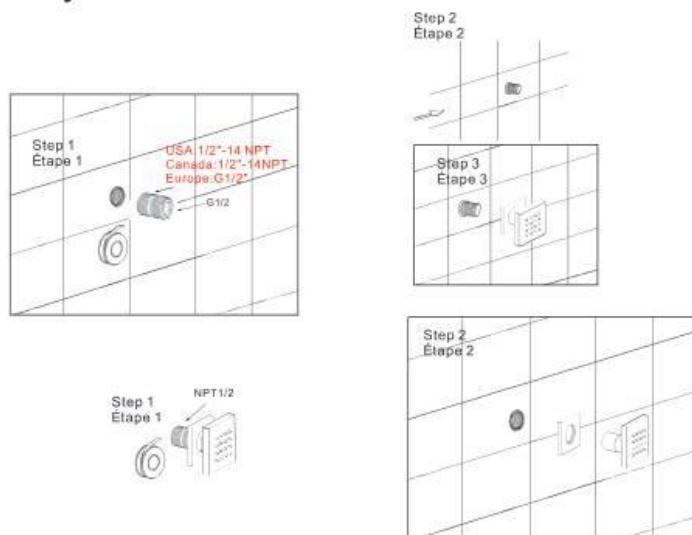 Step 1
Étape 1
USA:1/2"-14 NPT
Canada:1/2"-14NPT
Europe:G1/2"
G1/2
Step 2
Étape 2
Step 3
Étape 3
Step 1
Étape 1
NPT1/2
Step 2
Étape 2